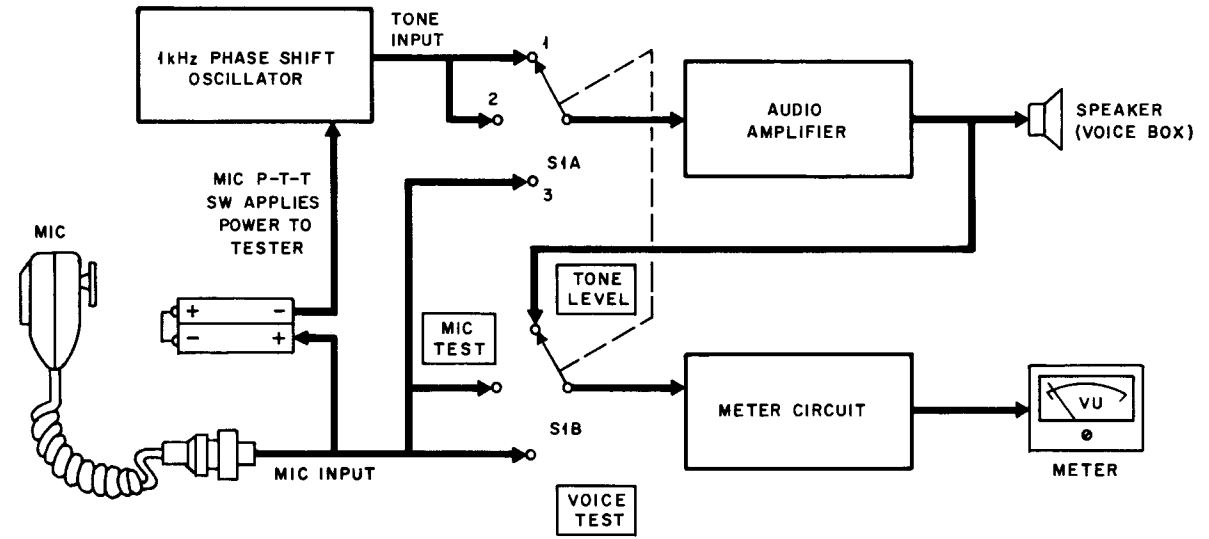 1kHz PHASE SHIFT
OSCILLATOR
TONE
INPUT
1
2
S1A
3
AUDIO
AMPLIFIER
SPEAKER
(VOICE BOX)
MIC P-T-T
SW APPLIES
POWER TO
TESTER
MIC
+ -
- +
MIC INPUT
MIC
TEST
TONE
LEVEL
S1B
VOICE
TEST
METER CIRCUIT
VU
METER